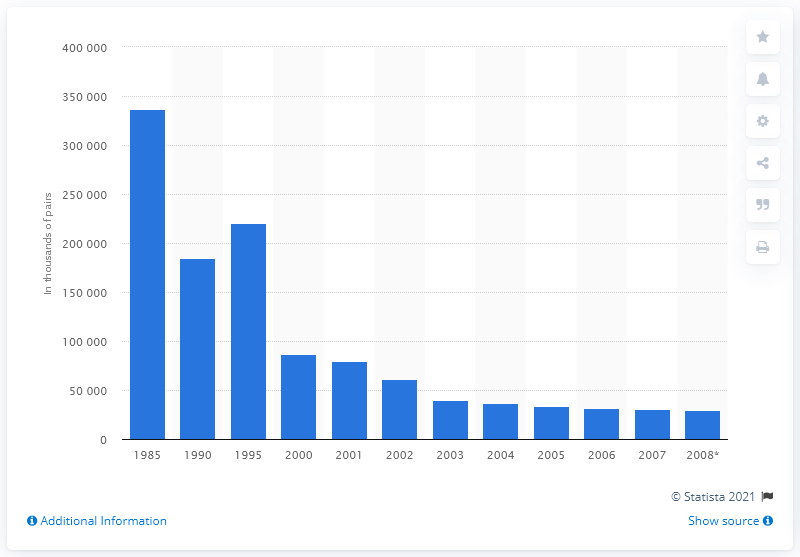 400 000
350 000
300 000
250 000
200 000
150 000
100 000
50 000
0
In thousands of pairs
1985 1990 1995 2000 2001 2002 2003 2004 2005 2006 2007 2008*
© Statista 2021
Additional Information
Show source